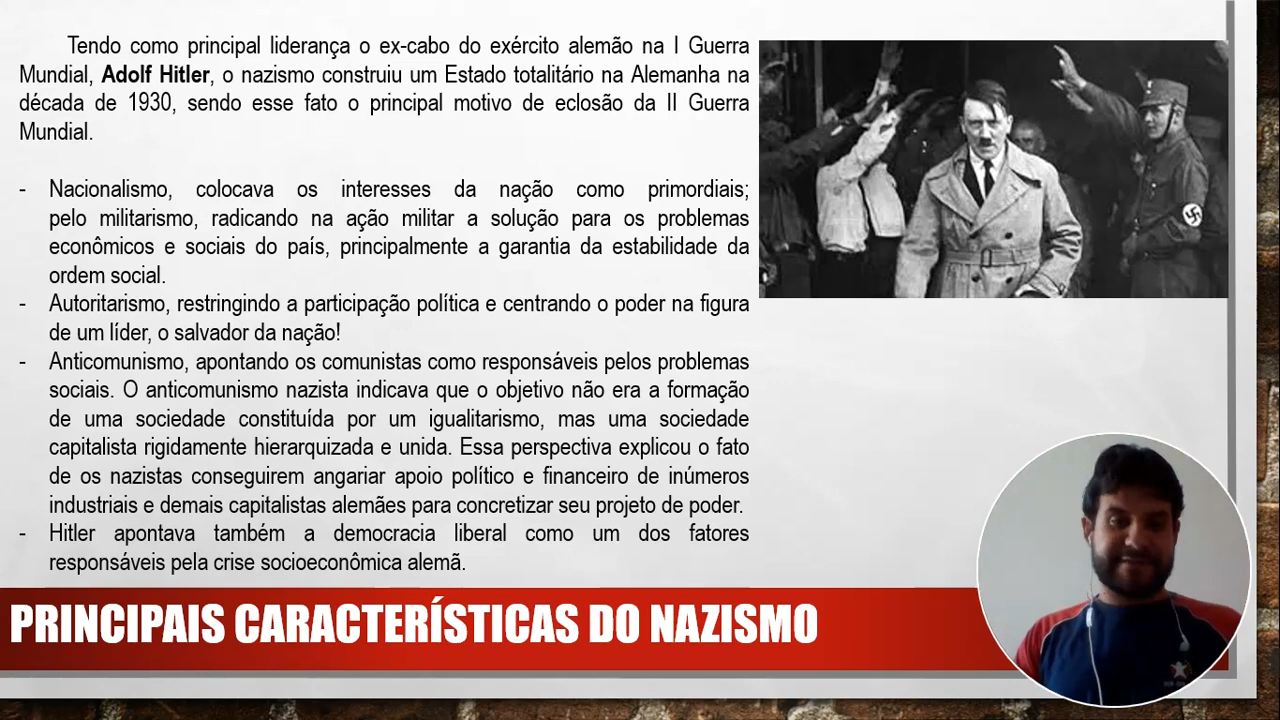 Tendo como principal liderança o ex-cabo do exército alemão na I Guerra
Mundial, Adolf Hitler, o nazismo construiu um Estado totalitário na Alemanha na
década de 1930, sendo esse fato o principal motivo de eclosão da II Guerra
Mundial.
- Nacionalismo, colocava os interesses da nação como primordiais;
pelo militarismo, radicando na ação militar a solução para os problemas
econômicos e sociais do país, principalmente a garantia da estabilidade da
ordem social.
- Autoritarismo, restringindo a participação política e centrando o poder na figura
de um líder, o salvador da nação!
- Anticomunismo, apontando os comunistas como responsáveis pelos problemas
sociais. O anticomunismo nazista indicava que o objetivo não era a formação
de uma sociedade constituída por um igualitarismo, mas uma sociedade
capitalista rigidamente hierarquizada e unida. Essa perspectiva explicou o fato
de os nazistas conseguirem angariar apoio político e financeiro de inúmeros
industriais e demais capitalistas alemães para concretizar seu projeto de poder.
- Hitler apontava também a democracia liberal como um dos fatores
responsáveis pela crise socioeconômica alemã.
PRINCIPAIS CARACTERÍSTICAS DO NAZISMO